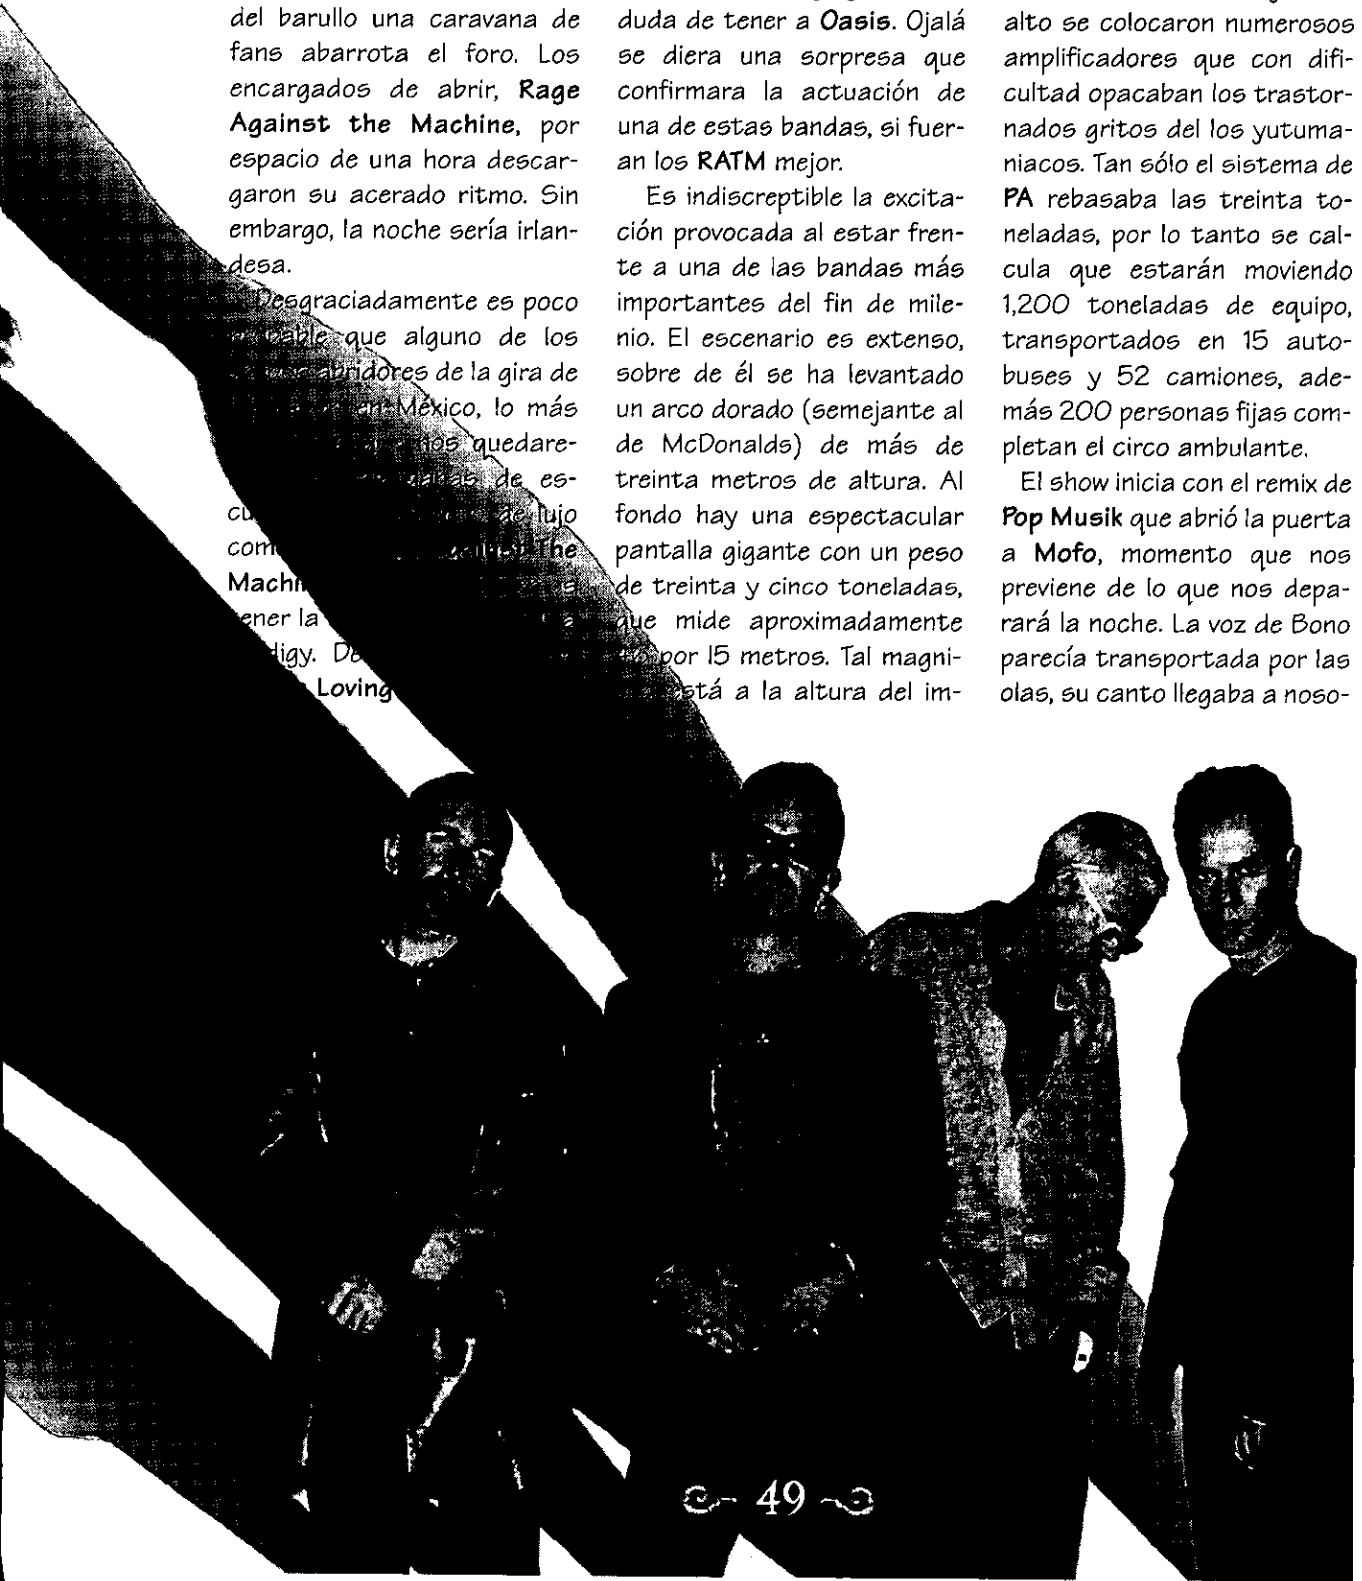 del barullo una caravana de
fans abarrota el foro. Los
encargados de abrir, Rage
Against the Machine, por
espacio de una hora descar-
garon su acerado ritmo. Sin
embargo, la noche sería irlan-
desa.
Desgraciadamente es poco
que alguno de los
abridores de la gira de
en México, lo más
nos quedare-
de es-
de lujo
The
tener la
Loving
duda de tener a Oasis. Ojalá
se diera una sorpresa que
confirmara la actuación de
una de estas bandas, si fuer-
an los RATM mejor.
Es indiscreptible la excita-
ción provocada al estar fren-
te a una de las bandas más
importantes del fin de mile-
nio. El escenario es extenso,
sobre de él se ha levantado
un arco dorado (semejante al
de McDonalds) de más de
treinta metros de altura. Al
fondo hay una espectacular
pantalla gigante con un peso
de treinta y cinco toneladas,
que mide aproximadamente
por 15 metros. Tal magni-
está a la altura del im-
alto se colocaron numerosos
amplificadores que con difi-
cultad opacaban los trastor-
nados gritos del los yutuma-
niacos. Tan sólo el sistema de
PA rebasaba las treinta to-
neladas, por lo tanto se cal-
cula que estarán moviendo
1,200 toneladas de equipo,
transportados en 15 auto-
buses y 52 camiones, ade-
más 200 personas fijas com-
pletan el circo ambulante.
El show inicia con el remix de
Pop Musik que abrió la puerta
a Mofo, momento que nos
previene de lo que nos depa-
rará la noche. La voz de Bono
parecía transportada por las
olas, su canto llegaba a noso-
49